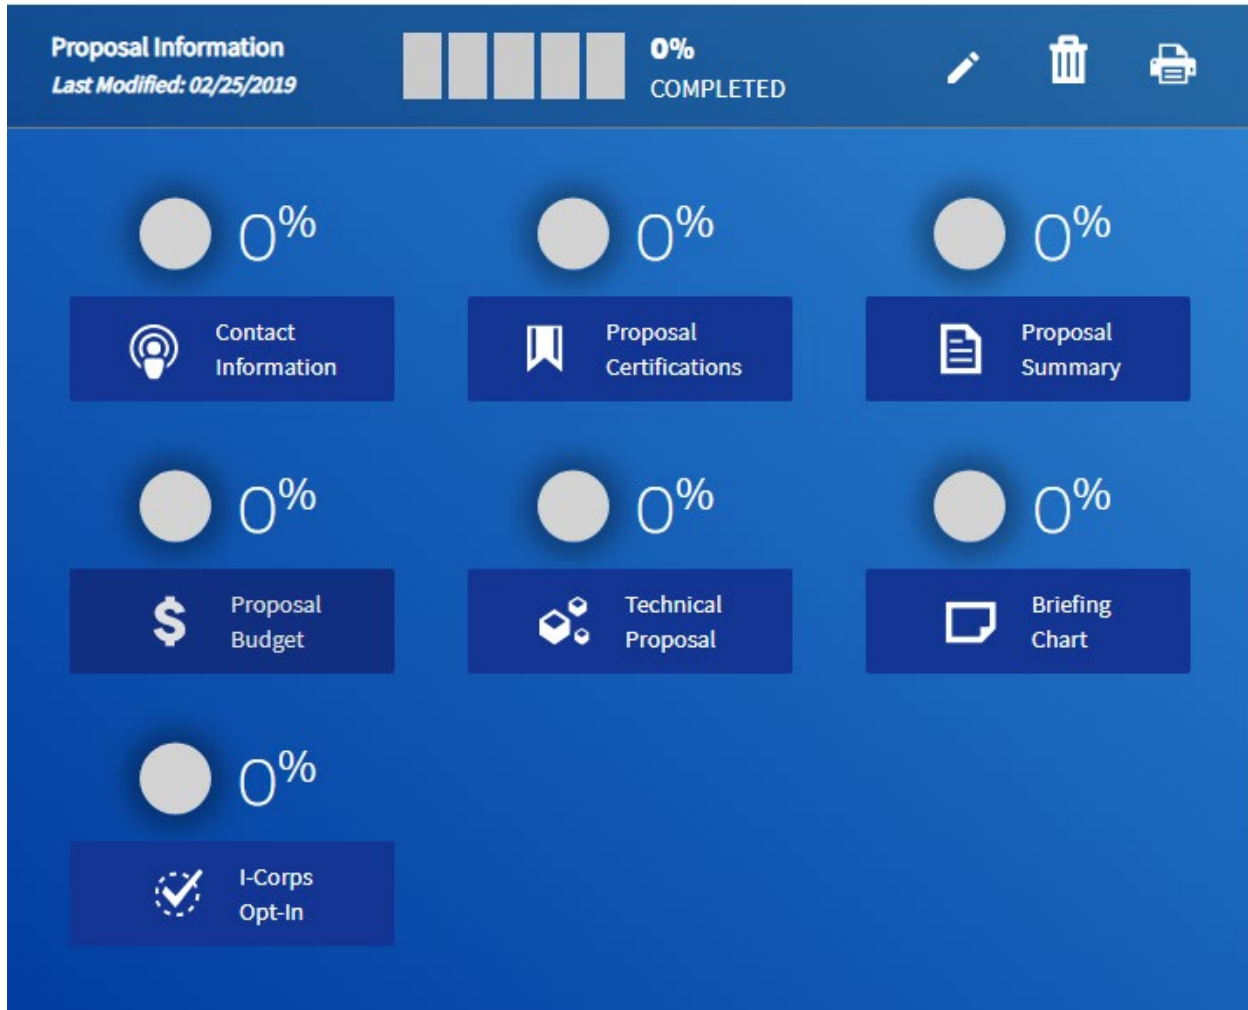 Proposal Information
Last Modified: 02/25/2019
0%
COMPLETED
0%
0%
0%
Contact
Information
Proposal
Certifications
Proposal
Summary
0%
0%
0%
Proposal
Budget
Technical
Proposal
Briefing
Chart
0%
I-Corps
Opt-In